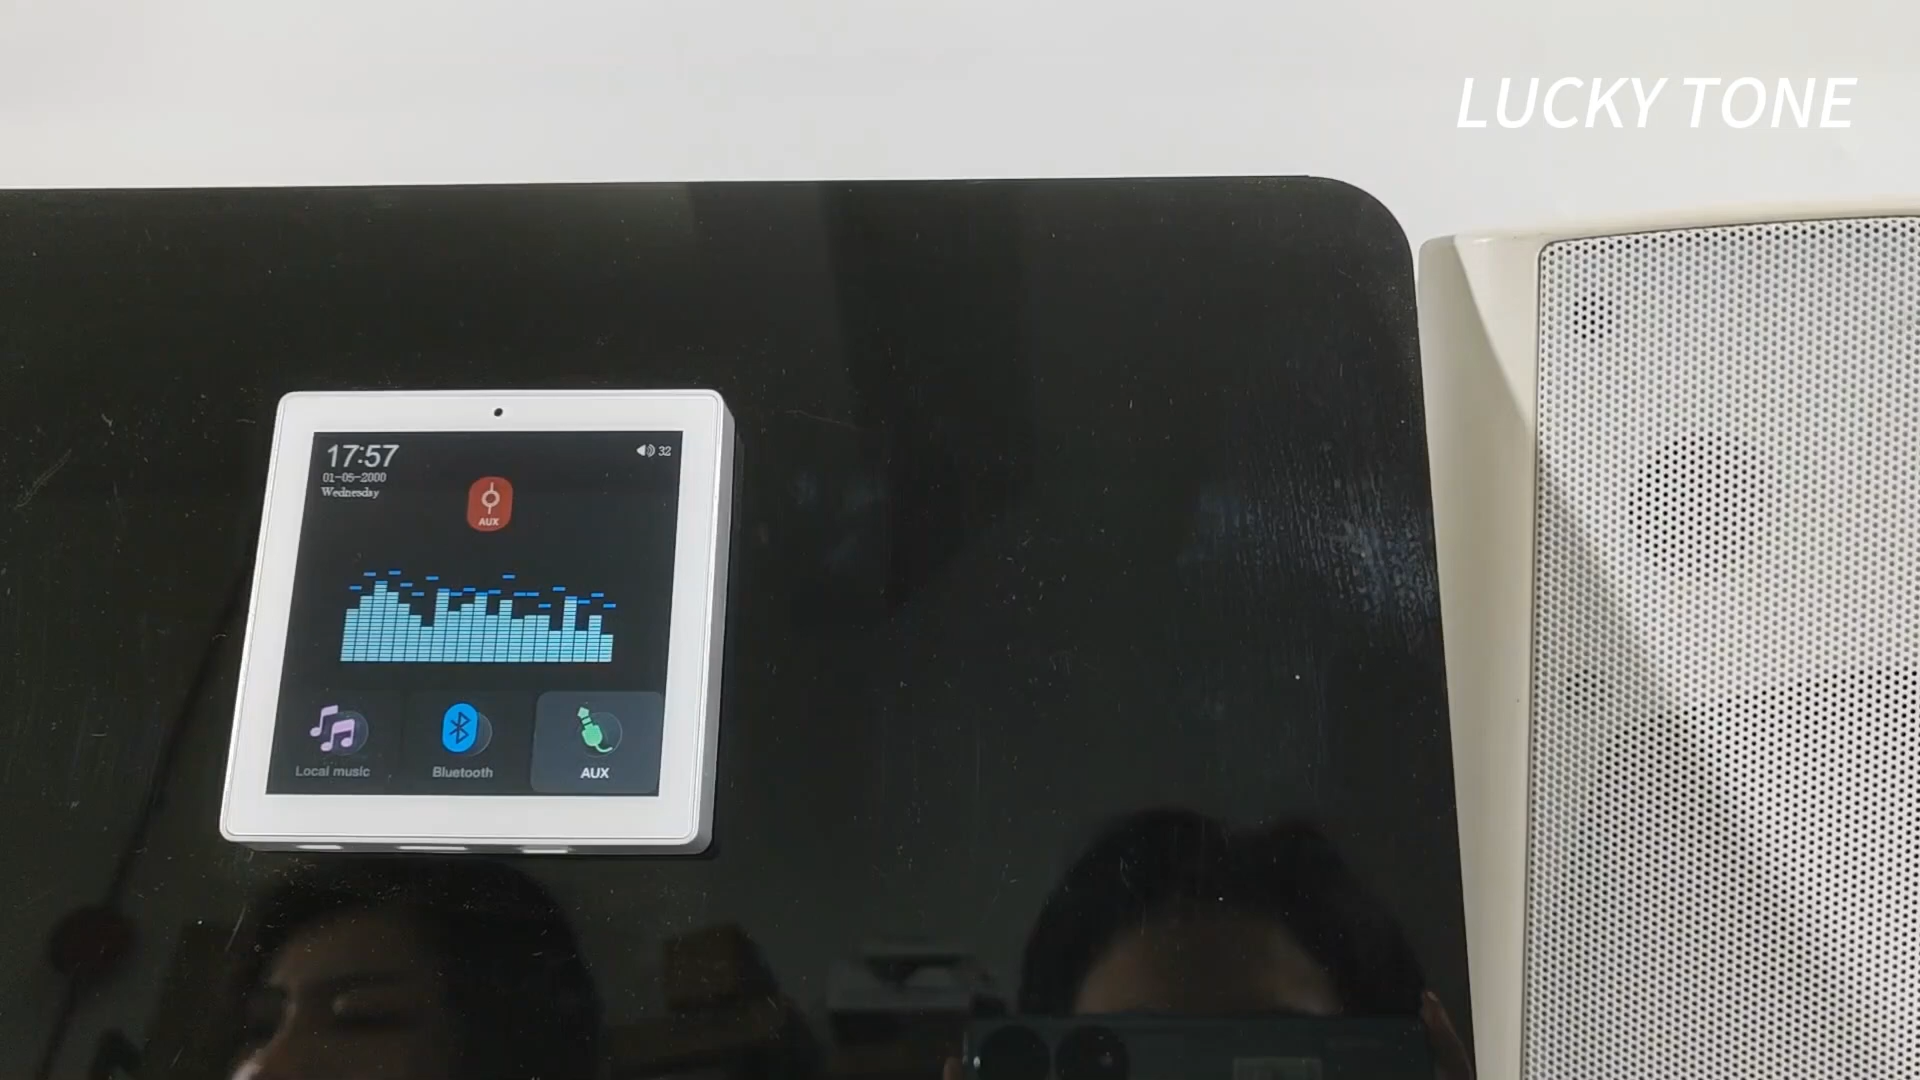 LUCKY TONE
17:57
32
01-05-2000
Wednesday
AUX
Local music
Bluetooth
AUX